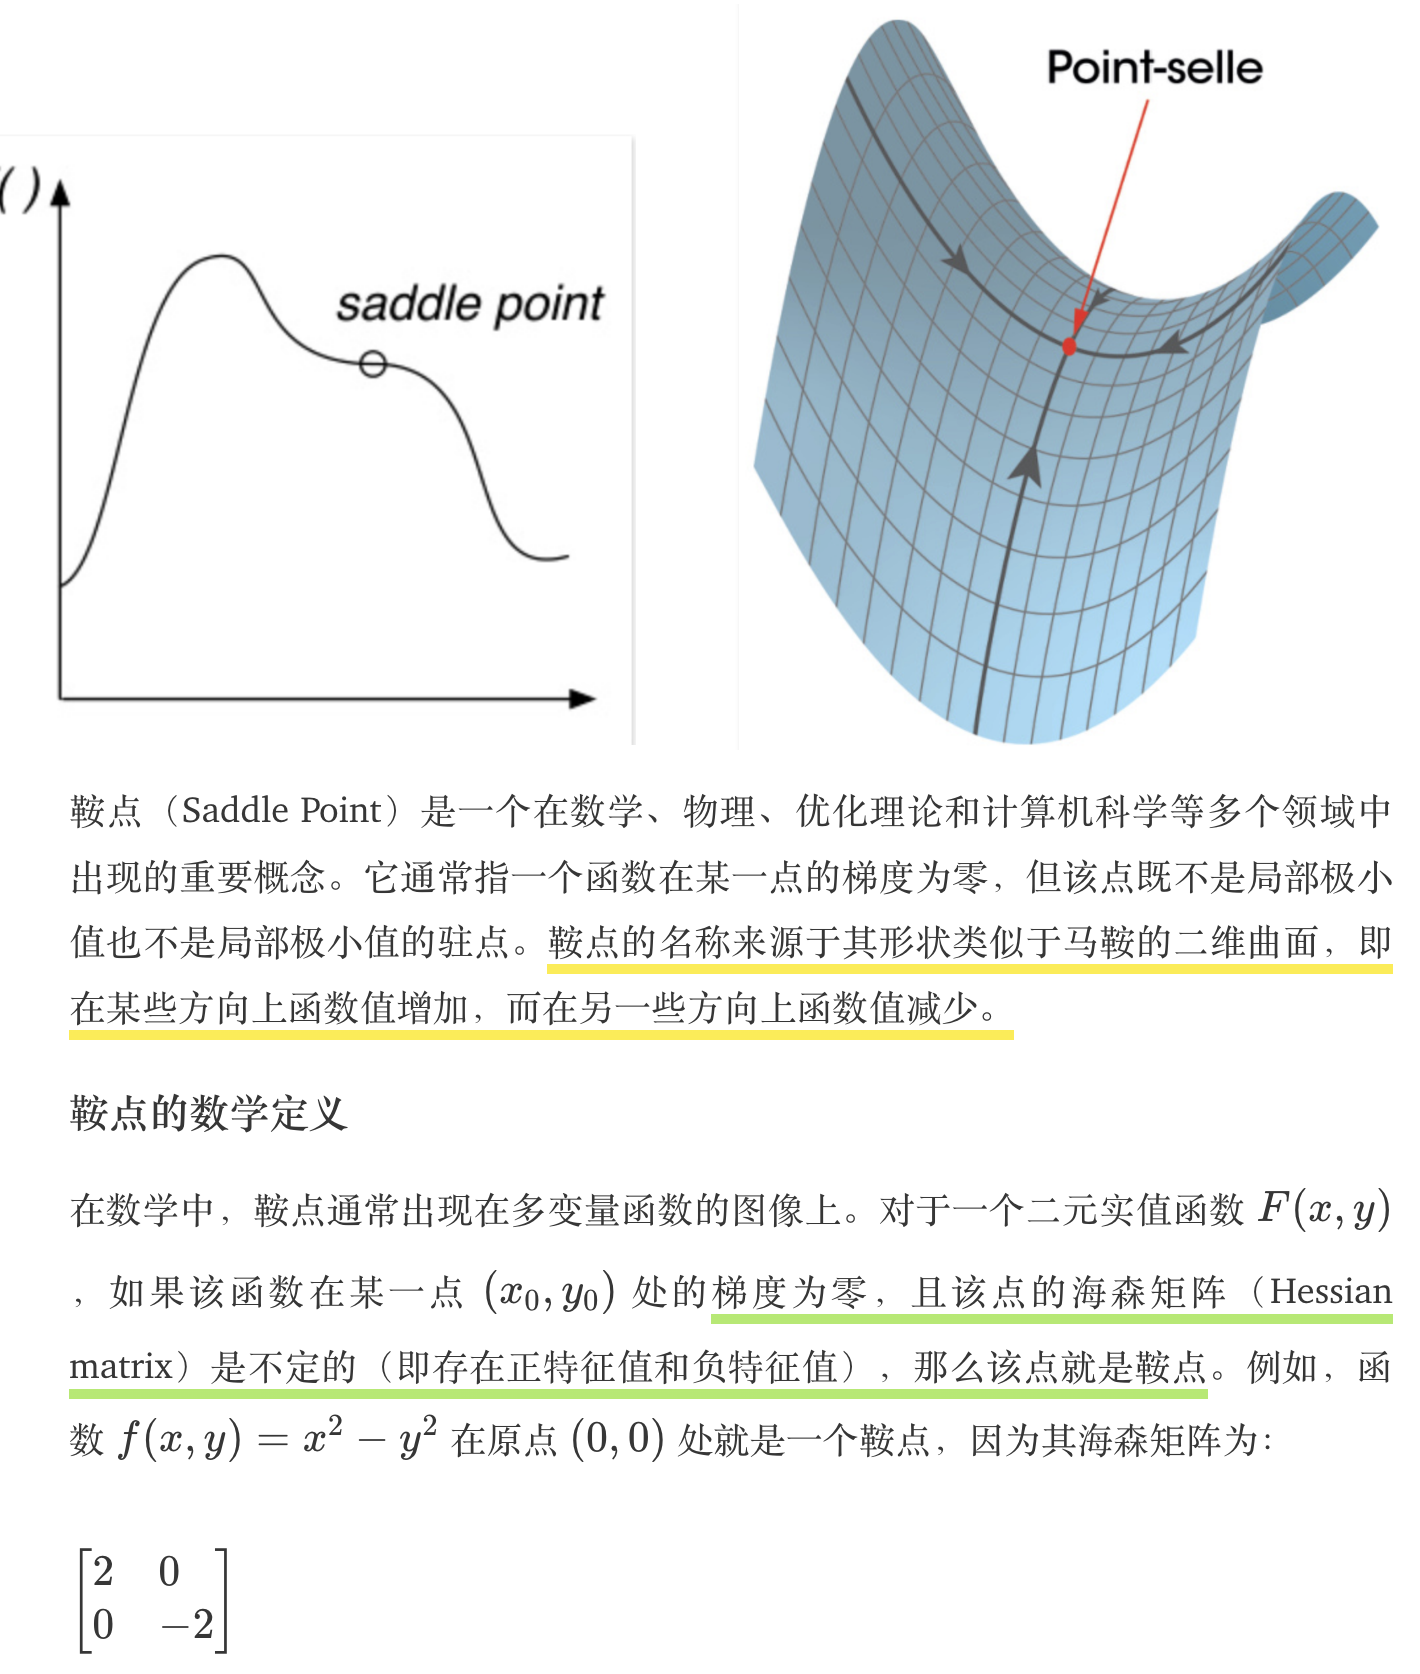 Point-selle
()
saddle point
鞍点（Saddle Point）是一个在数学、物理、优化理论和计算机科学等多个领域中
出现的重要概念。它通常指一个函数在某一点的梯度为零，但该点既不是局部极小
值也不是局部极小值的驻点。鞍点的名称来源于其形状类似于马鞍的二维曲面，即
在某些方向上函数值增加，而在另一些方向上函数值减少。
鞍点的数学定义
在数学中，鞍点通常出现在多变量函数的图像上。对于一个二元实值函数 F(x, y)
，如果该函数在某一点 (x₀, y₀) 处的梯度为零，且该点的海森矩阵（Hessian
matrix）是不定的（即存在正特征值和负特征值），那么该点就是鞍点。例如，函
数 f(x, y) = x² − y² 在原点 (0, 0) 处就是一个鞍点，因为其海森矩阵为：
2 0
0 −2